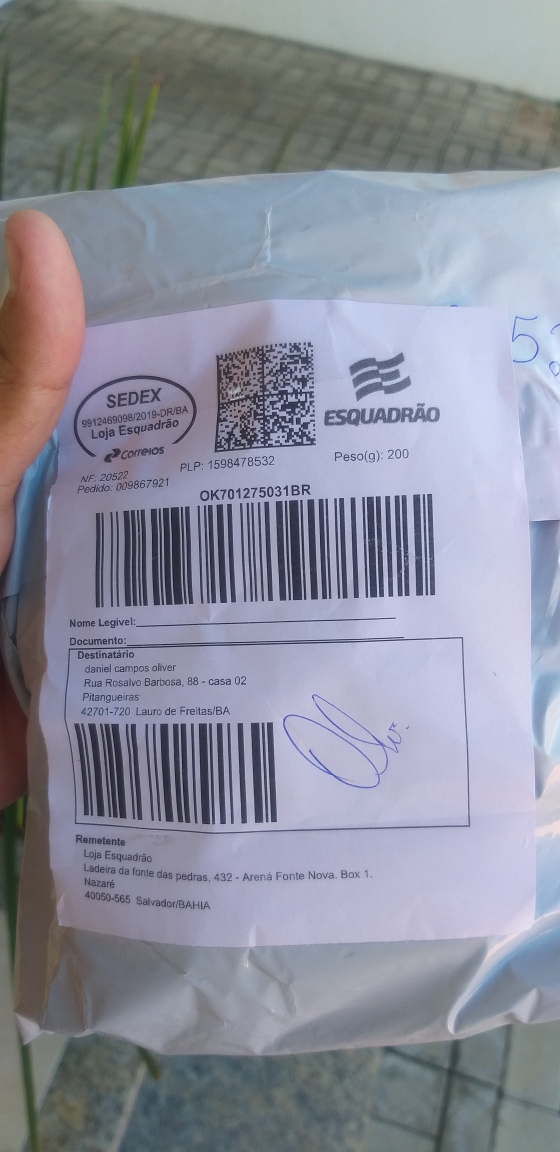 SEDEX
9912469098/2019-DR/BA
Loja Esquadrão
Correios
ESQUADRÃO
NF: 20522
Pedido: 009867921
PLP: 1598478532
Peso(g): 200
OK701275031BR
Nome Legível:
Documento:
Destinatário
daniel campos oliver
Rua Rosalvo Barbosa, 88 - casa 02
Pitangueiras
42701-720 Lauro de Freitas/BA
Remetente
Loja Esquadrão
Ladeira da fonte das pedras, 432 - Arena Fonte Nova. Box 1.
Nazaré
40050-565 Salvador/BAHIA